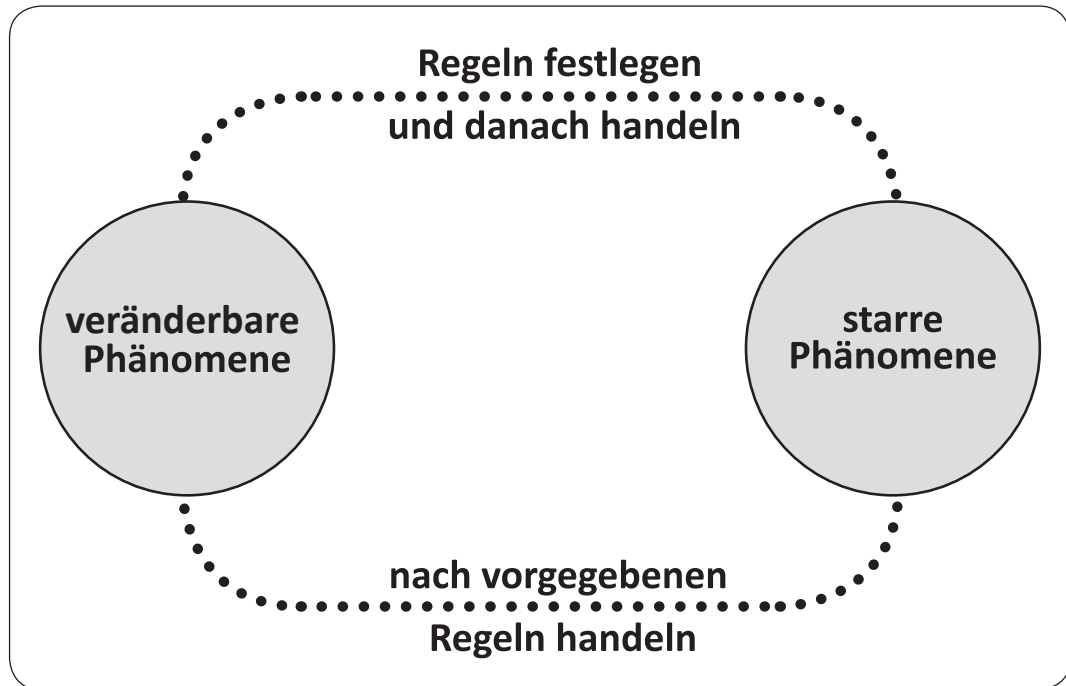 Regeln festlegen
und danach handeln
veränderbare
Phänomene
starre
Phänomene
nach vorgegebenen
Regeln handeln